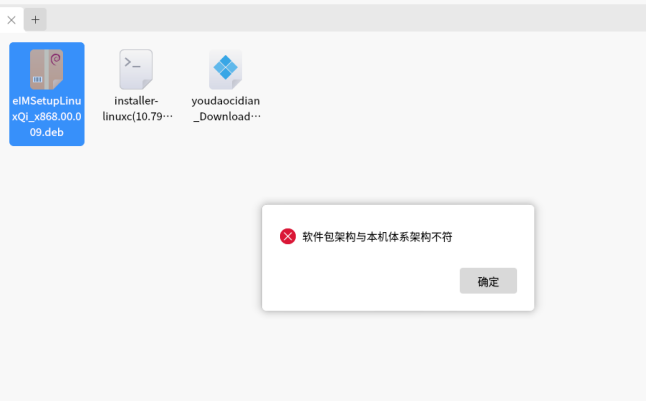 eIMSetupLinu
xQi_x868.00.0
09.deb
installer-
linuxc(10.79…
youdaocidian
_Download…
软件包架构与本机体系架构不符
确定